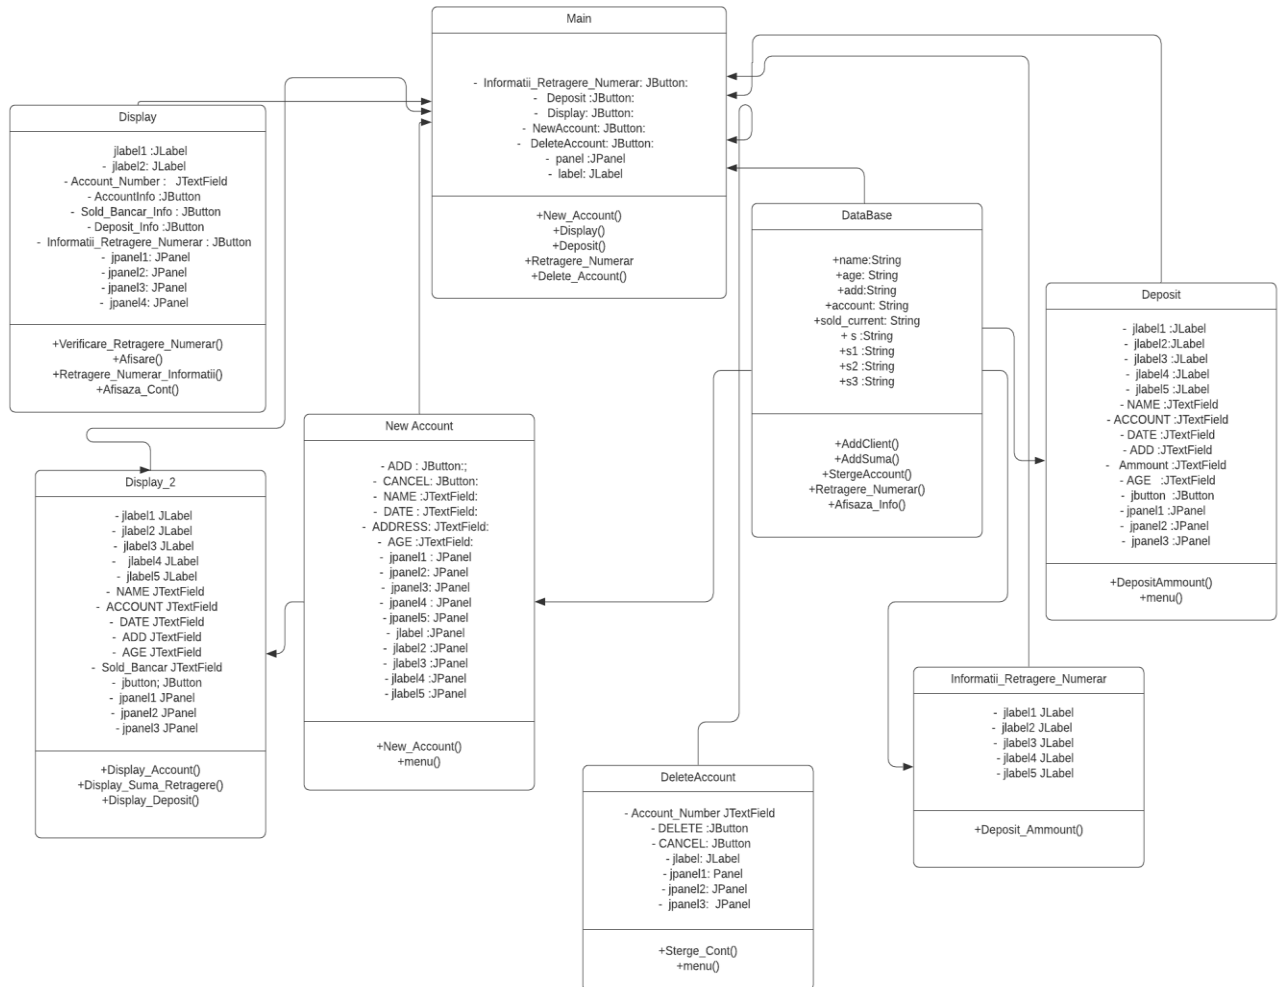 Main
- Informatii_Retragere_Numerar: JButton:
- Deposit :JButton:
- Display: JButton:
- NewAccount: JButton:
- DeleteAccount: JButton:
- panel :JPanel
- label: JLabel
+New_Account()
+Display()
+Deposit()
+Retragere_Numerar
+Delete_Account()
Display
jlabel1 :JLabel
- jlabel2: JLabel
- Account_Number : JTextField
- AccountInfo :JButton
- Sold_Bancar_Info : JButton
- Deposit_Info :JButton
- Informatii_Retragere_Numerar : JButton
- jpanel1: JPanel
- jpanel2: JPanel
- jpanel3: JPanel
- jpanel4: JPanel
+Verificare_Retragere_Numerar()
+Afisare()
+Retragere_Numerar_Informatii()
+Afisaza_Cont()
DataBase
+name:String
+age: String
+add:String
+account: String
+sold_current: String
+ s :String
+s1 :String
+s2 :String
+s3 :String
+AddClient()
+AddSuma()
+StergeAccount()
+Retragere_Numerar()
+Afisaza_Info()
Deposit
- jlabel1 :JLabel
- jlabel2:JLabel
- jlabel3 :JLabel
- jlabel4 :JLabel
- jlabel5 :JLabel
- NAME :JTextField
- ACCOUNT :JTextField
- DATE :JTextField
- ADD :JTextField
- Ammount :JTextField
- AGE :JTextField
- jbutton :JButton
- jpanel1 :JPanel
- jpanel2 :JPanel
- jpanel3 :JPanel
+DepositAmmount()
+menu()
New Account
- ADD : JButton:;
- CANCEL: JButton:
- NAME :JTextField:
- DATE : JTextField:
- ADDRESS: JTextField:
- AGE :JTextField:
- jpanel1 : JPanel
- jpanel2: JPanel
- jpanel3: JPanel
- jpanel4 : JPanel
- jpanel5: JPanel
- jlabel :JPanel
- jlabel2 :JPanel
- jlabel3 :JPanel
- jlabel4 :JPanel
- jlabel5 :JPanel
+New_Account()
+menu()
Display_2
- jlabel1 JLabel
- jlabel2 JLabel
- jlabel3 JLabel
- jlabel4 JLabel
- jlabel5 JLabel
- NAME JTextField
- ACCOUNT JTextField
- DATE JTextField
- ADD JTextField
- AGE JTextField
- Sold_Bancar JTextField
- jbutton; JButton
- jpanel1 JPanel
- jpanel2 JPanel
- jpanel3 JPanel
+Display_Account()
+Display_Suma_Retragere()
+Display_Deposit()
Informatii_Retragere_Numerar
- jlabel1 JLabel
- jlabel2 JLabel
- jlabel3 JLabel
- jlabel4 JLabel
- jlabel5 JLabel
+Deposit_Ammount()
DeleteAccount
- Account_Number JTextField
- DELETE :JButton
- CANCEL: JButton
- jlabel: JLabel
- jpanel1: Panel
- jpanel2: JPanel
- jpanel3: JPanel
+Sterge_Cont()
+menu()